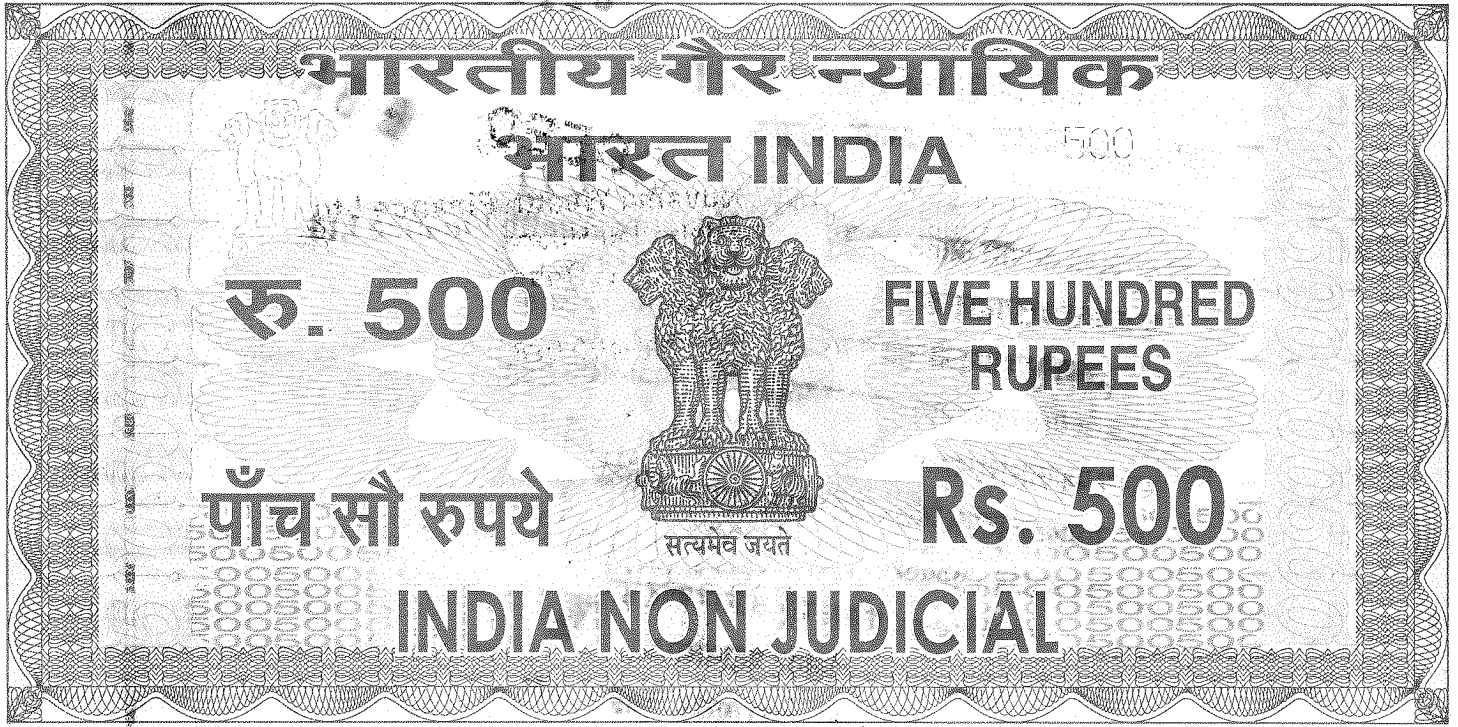 भारतीय गैर न्यायिक
भारत INDIA
500
रु. 500
FIVE HUNDRED
RUPEES
पाँच सौ रुपये
Rs. 500
सत्यमेव जयते
INDIA NON JUDICIAL